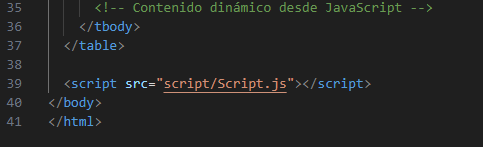 35 <!-- Contenido dinámico desde JavaScript -->
36 </tbody>
37 </table>
38
39 <script src="script/Script.js"></script>
40 </body>
41 </html>